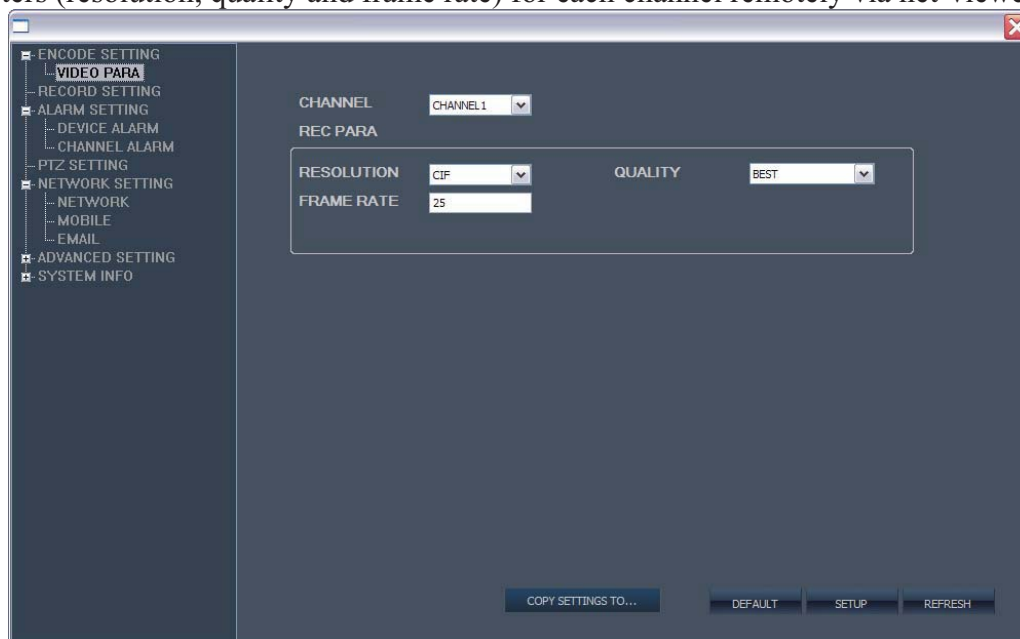 ters (resolution, quality and frame rate) for each channel remotely via net viewe
ENCODE SETTING
VIDEO PARA
RECORD SETTING
ALARM SETTING
DEVICE ALARM
CHANNEL ALARM
PTZ SETTING
NETWORK SETTING
NETWORK
MOBILE
EMAIL
ADVANCED SETTING
SYSTEM INFO
CHANNEL CHANNEL1
REC PARA
RESOLUTION CIF QUALITY BEST
FRAME RATE 25
COPY SETTINGS TO... DEFAULT SETUP REFRESH